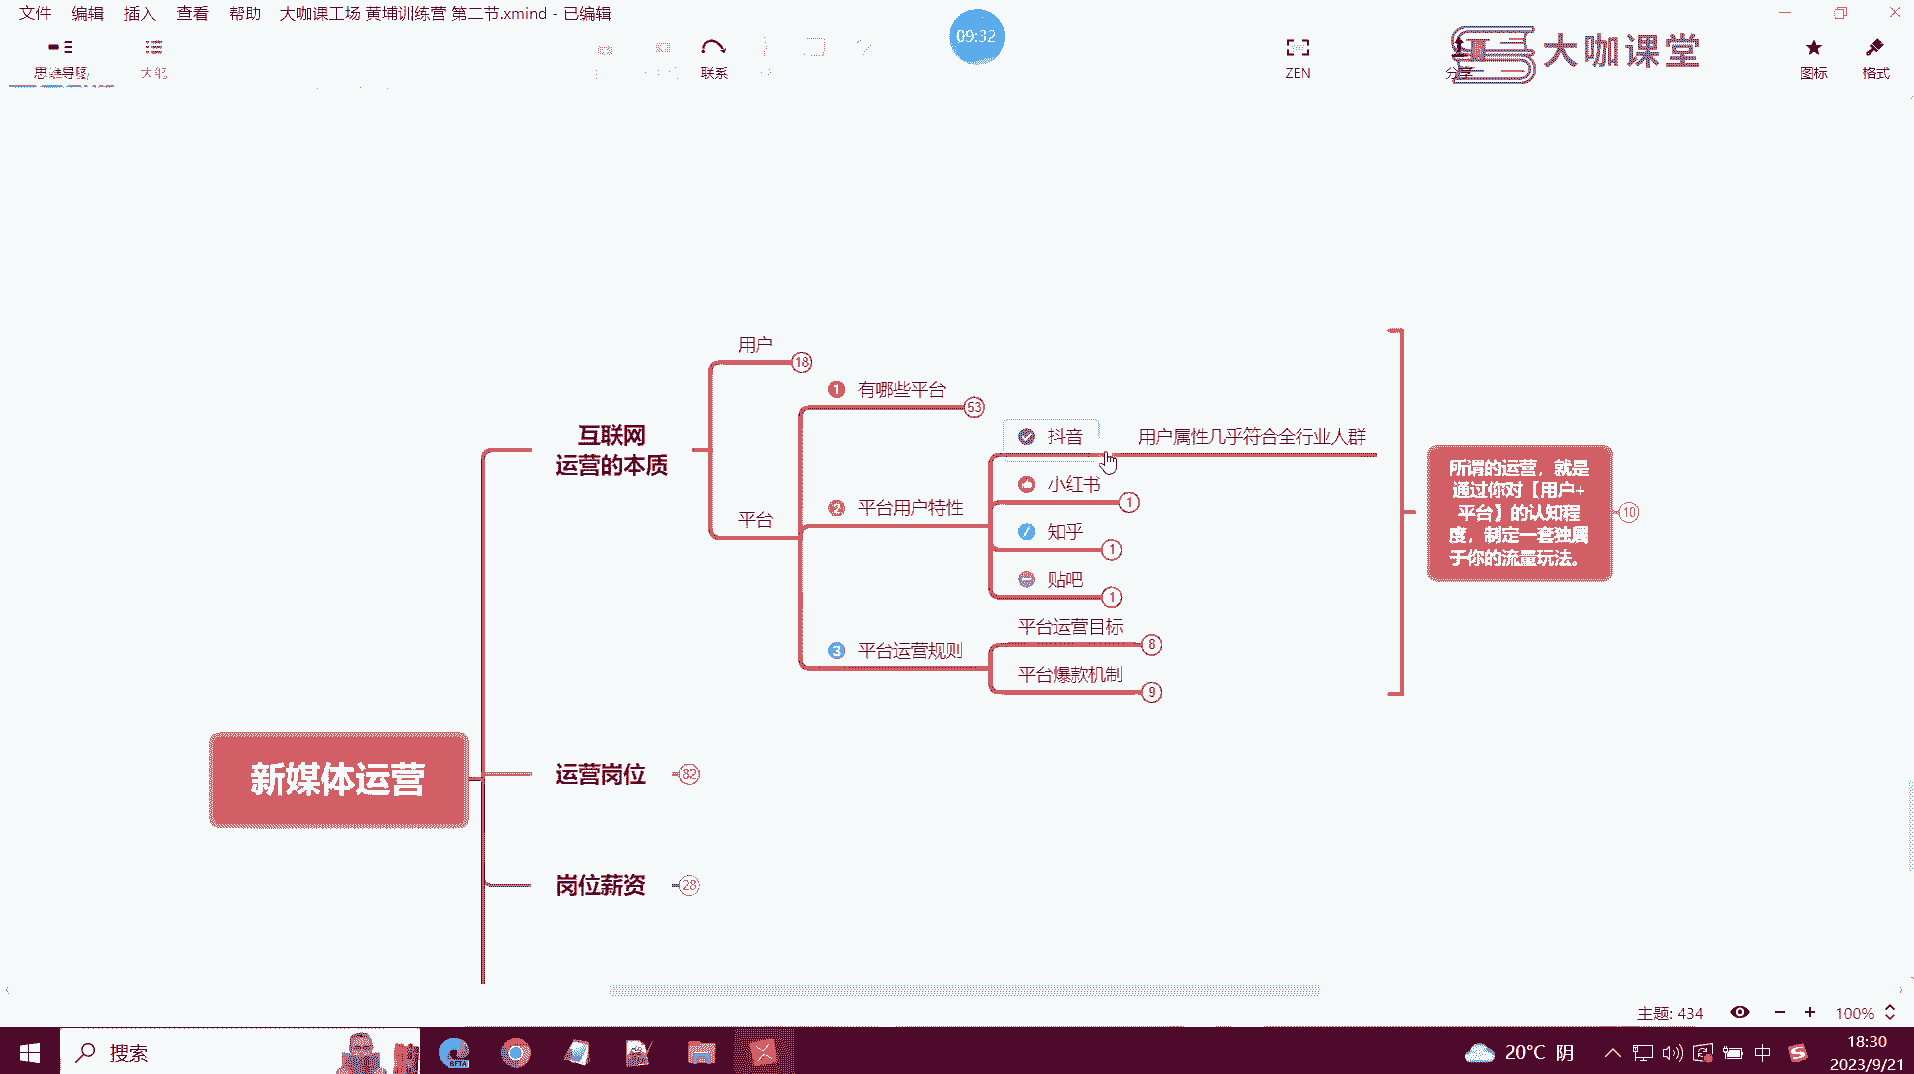 文件 编辑 插入 查看 帮助 大咖课工场 黄埔训练营 第二节.xmind - 已编辑
09:32
思维导图
大纲
联系
ZEN
分享
大咖课堂
图标
格式
用户
18
1 有哪些平台
53
抖音
用户属性几乎符合全行业人群
互联网
运营的本质
小红书
1
2 平台用户特性
平台
知乎
1
贴吧
1
平台运营目标
8
3 平台运营规则
平台爆款机制
9
所谓的运营，就是
通过你对【用户+
平台】的认知程
度，制定一套独属
于你的流量玩法。
10
新媒体运营
运营岗位
82
岗位薪资
28
主题: 434
100%
搜索
BETA
20°C 阴
中
18:30
2023/9/21